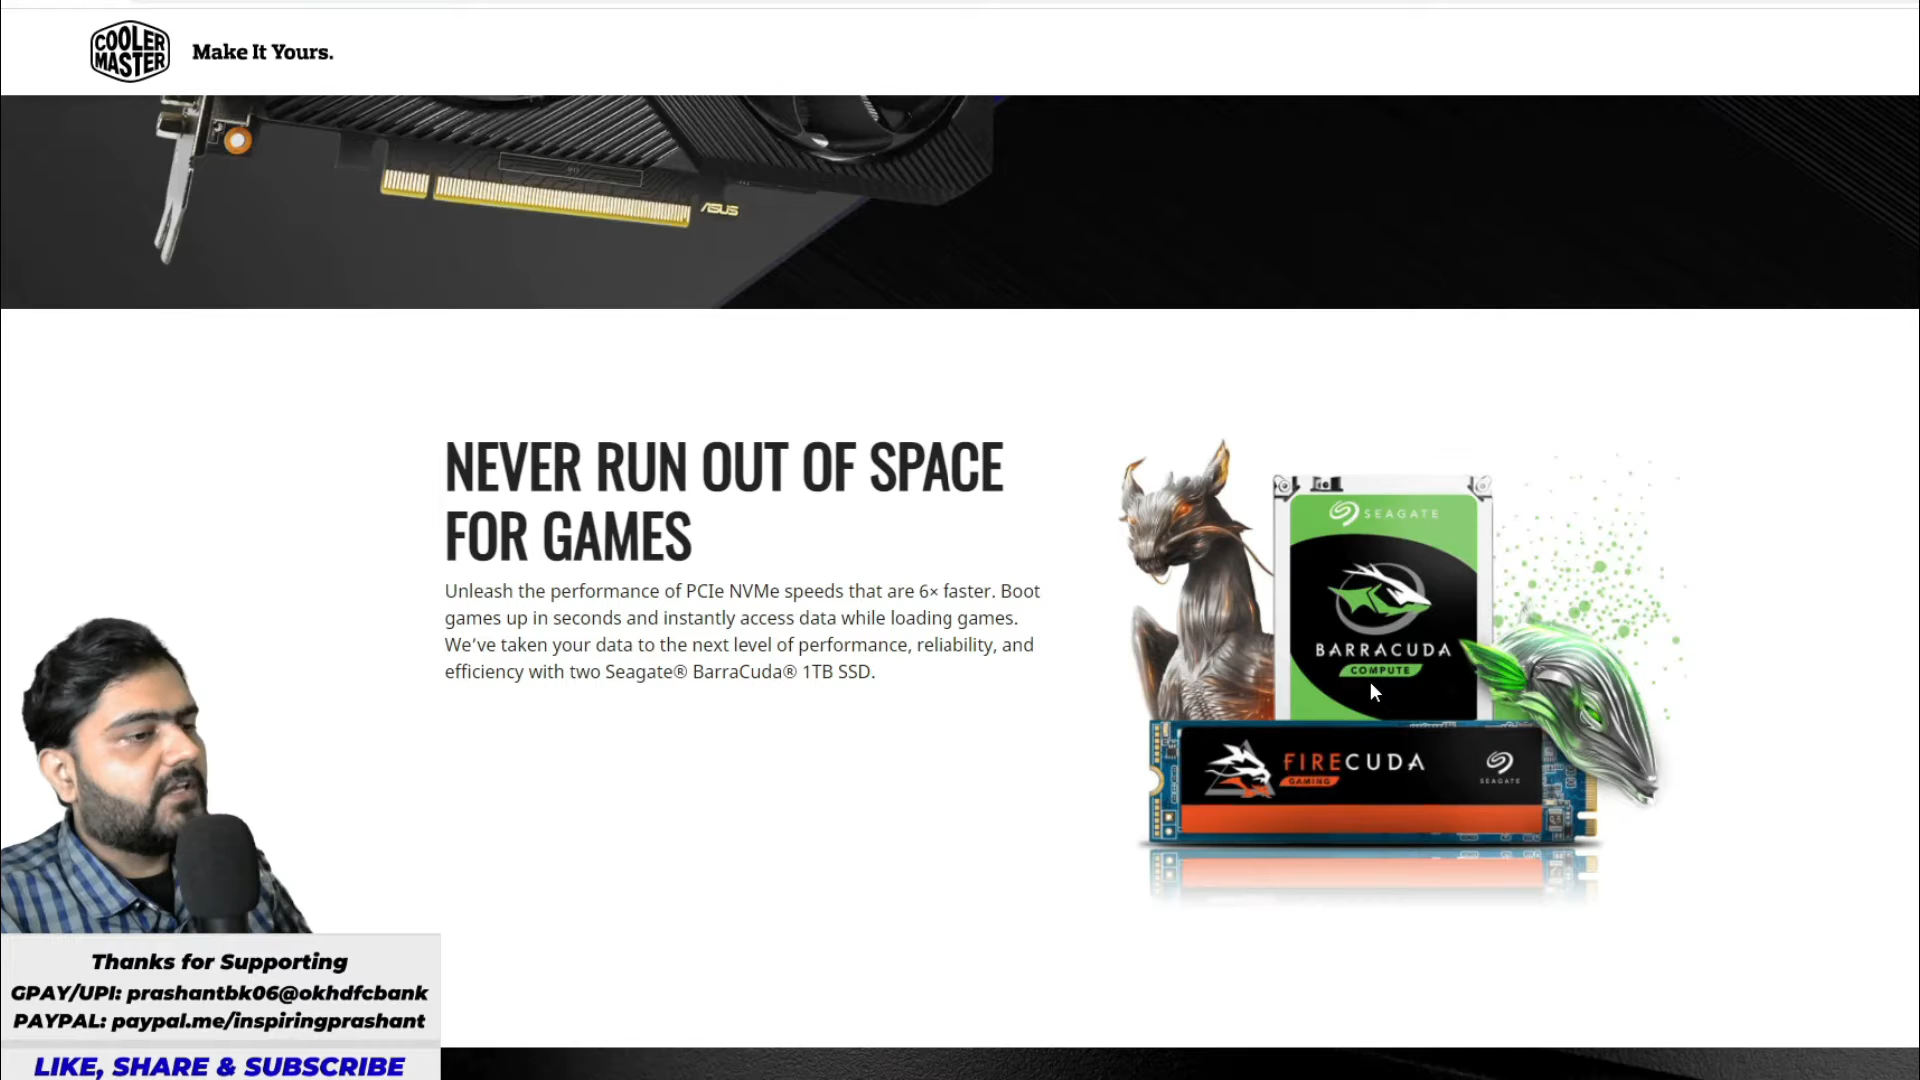 COOLER
MASTER
Make It Yours.
ASUS
NEVER RUN OUT OF SPACE
FOR GAMES
Unleash the performance of PCIe NVMe speeds that are 6× faster. Boot
games up in seconds and instantly access data while loading games.
We’ve taken your data to the next level of performance, reliability, and
efficiency with two Seagate® BarraCuda® 1TB SSD.
SEAGATE
BARRACUDA
COMPUTE
FIRECUDA
GAMING
SEAGATE
Thanks for Supporting
GPAY/UPI: prashantbk06@okhdfcbank
PAYPAL: paypal.me/inspiringprashant
LIKE, SHARE & SUBSCRIBE